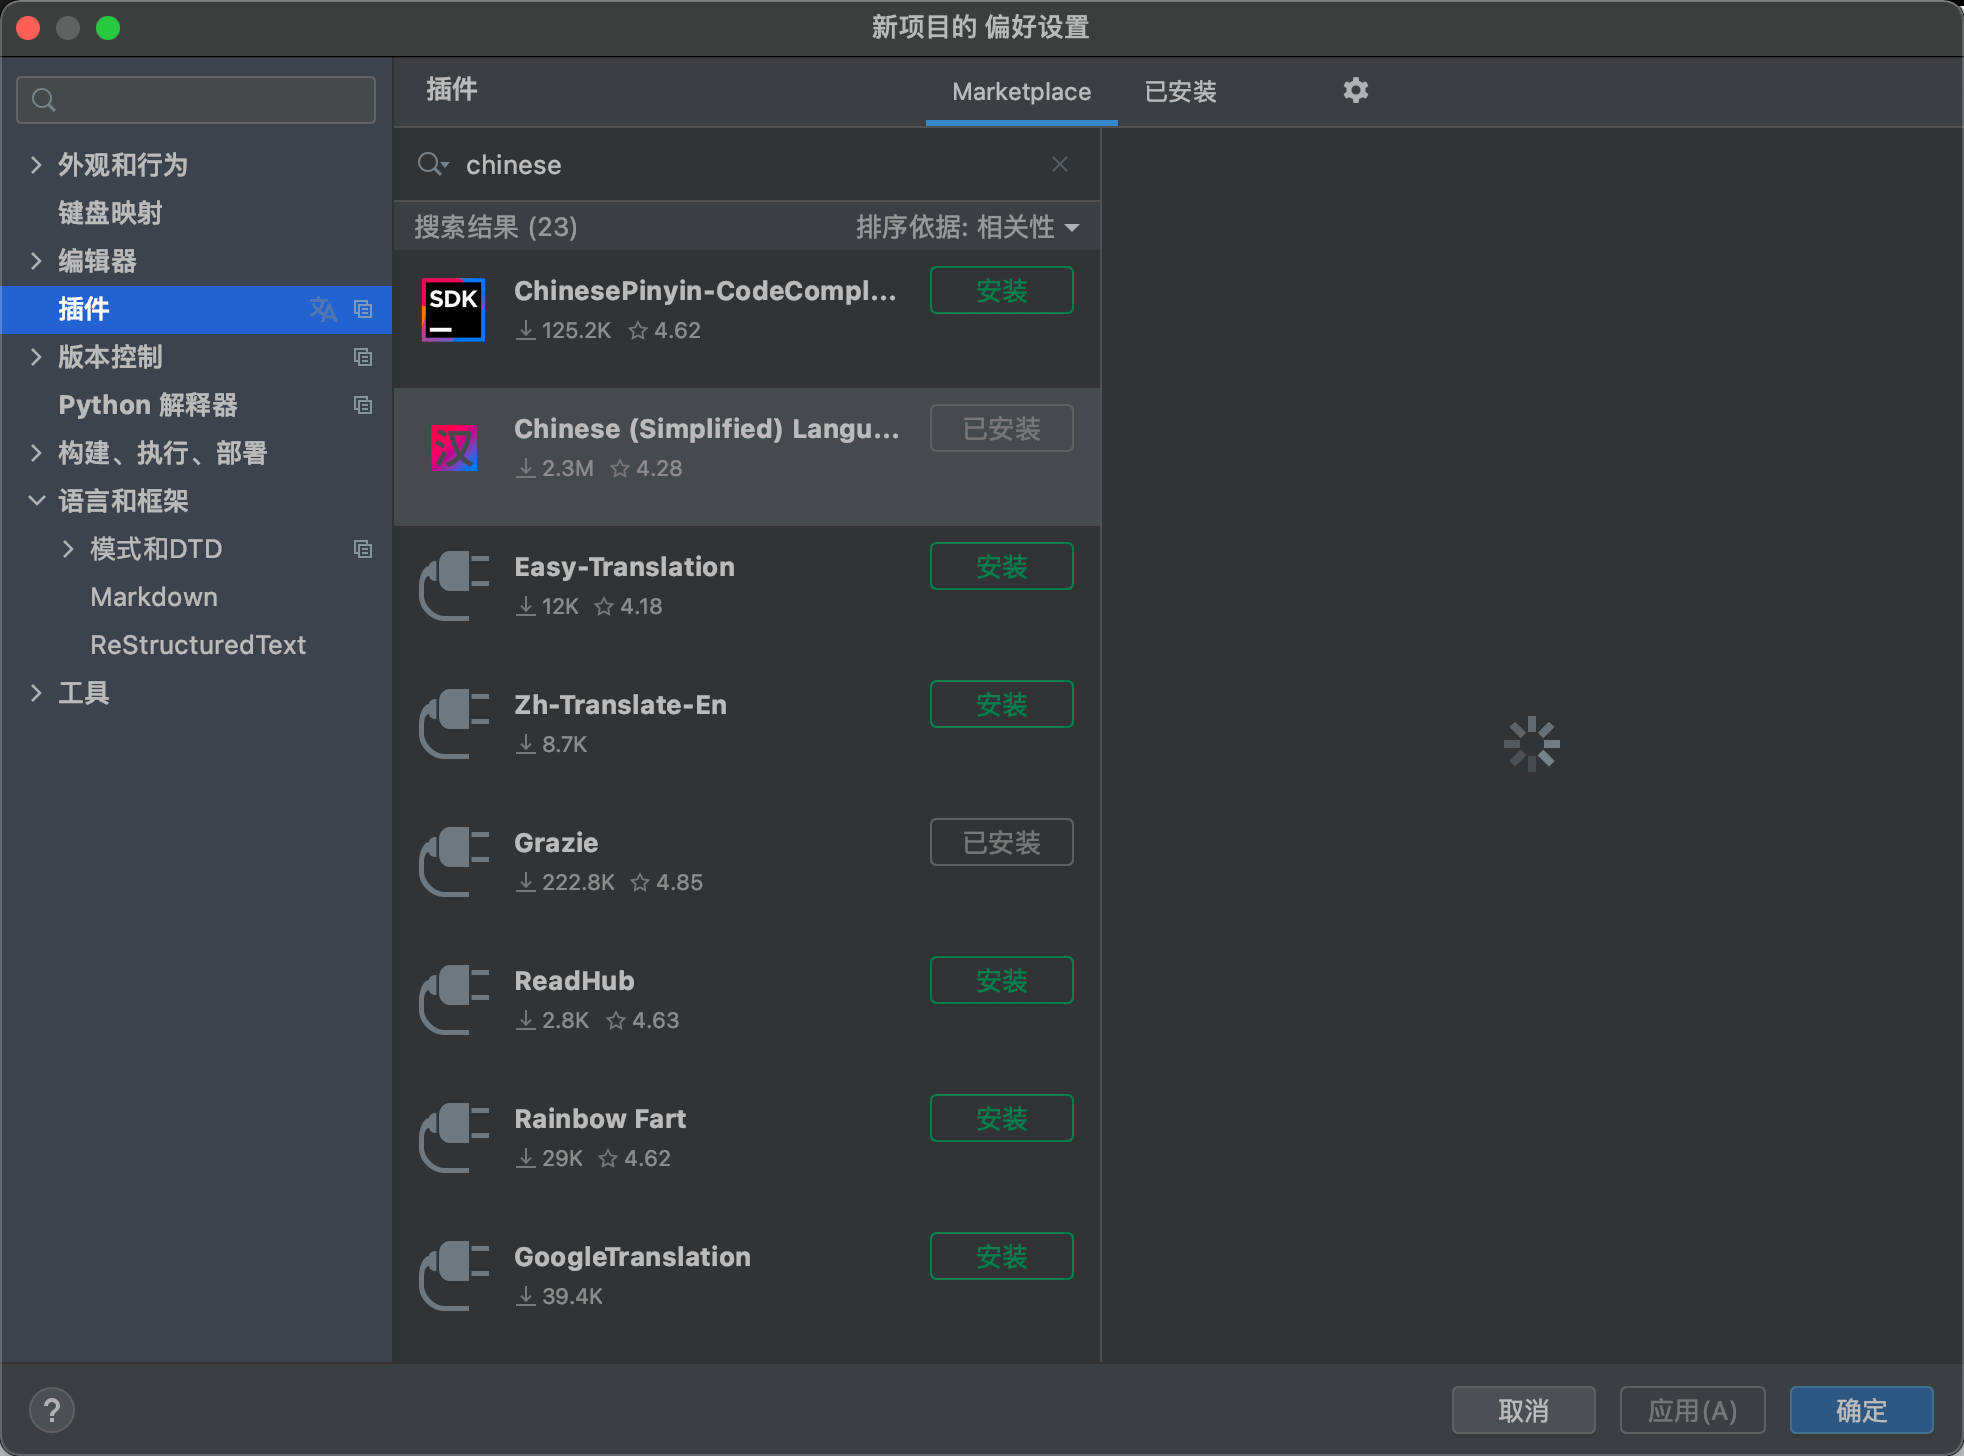 新项目的 偏好设置
外观和行为
键盘映射
编辑器
插件
版本控制
Python 解释器
构建、执行、部署
语言和框架
模式和DTD
Markdown
ReStructuredText
工具
插件
Marketplace
已安装
chinese
搜索结果 (23)
排序依据: 相关性
SDK
ChinesePinyin-CodeCompl...
安装
125.2K 4.62
汉
Chinese (Simplified) Langu...
已安装
2.3M 4.28
Easy-Translation
安装
12K 4.18
Zh-Translate-En
安装
8.7K
Grazie
已安装
222.8K 4.85
ReadHub
安装
2.8K 4.63
Rainbow Fart
安装
29K 4.62
GoogleTranslation
安装
39.4K
?
取消
应用(A)
确定